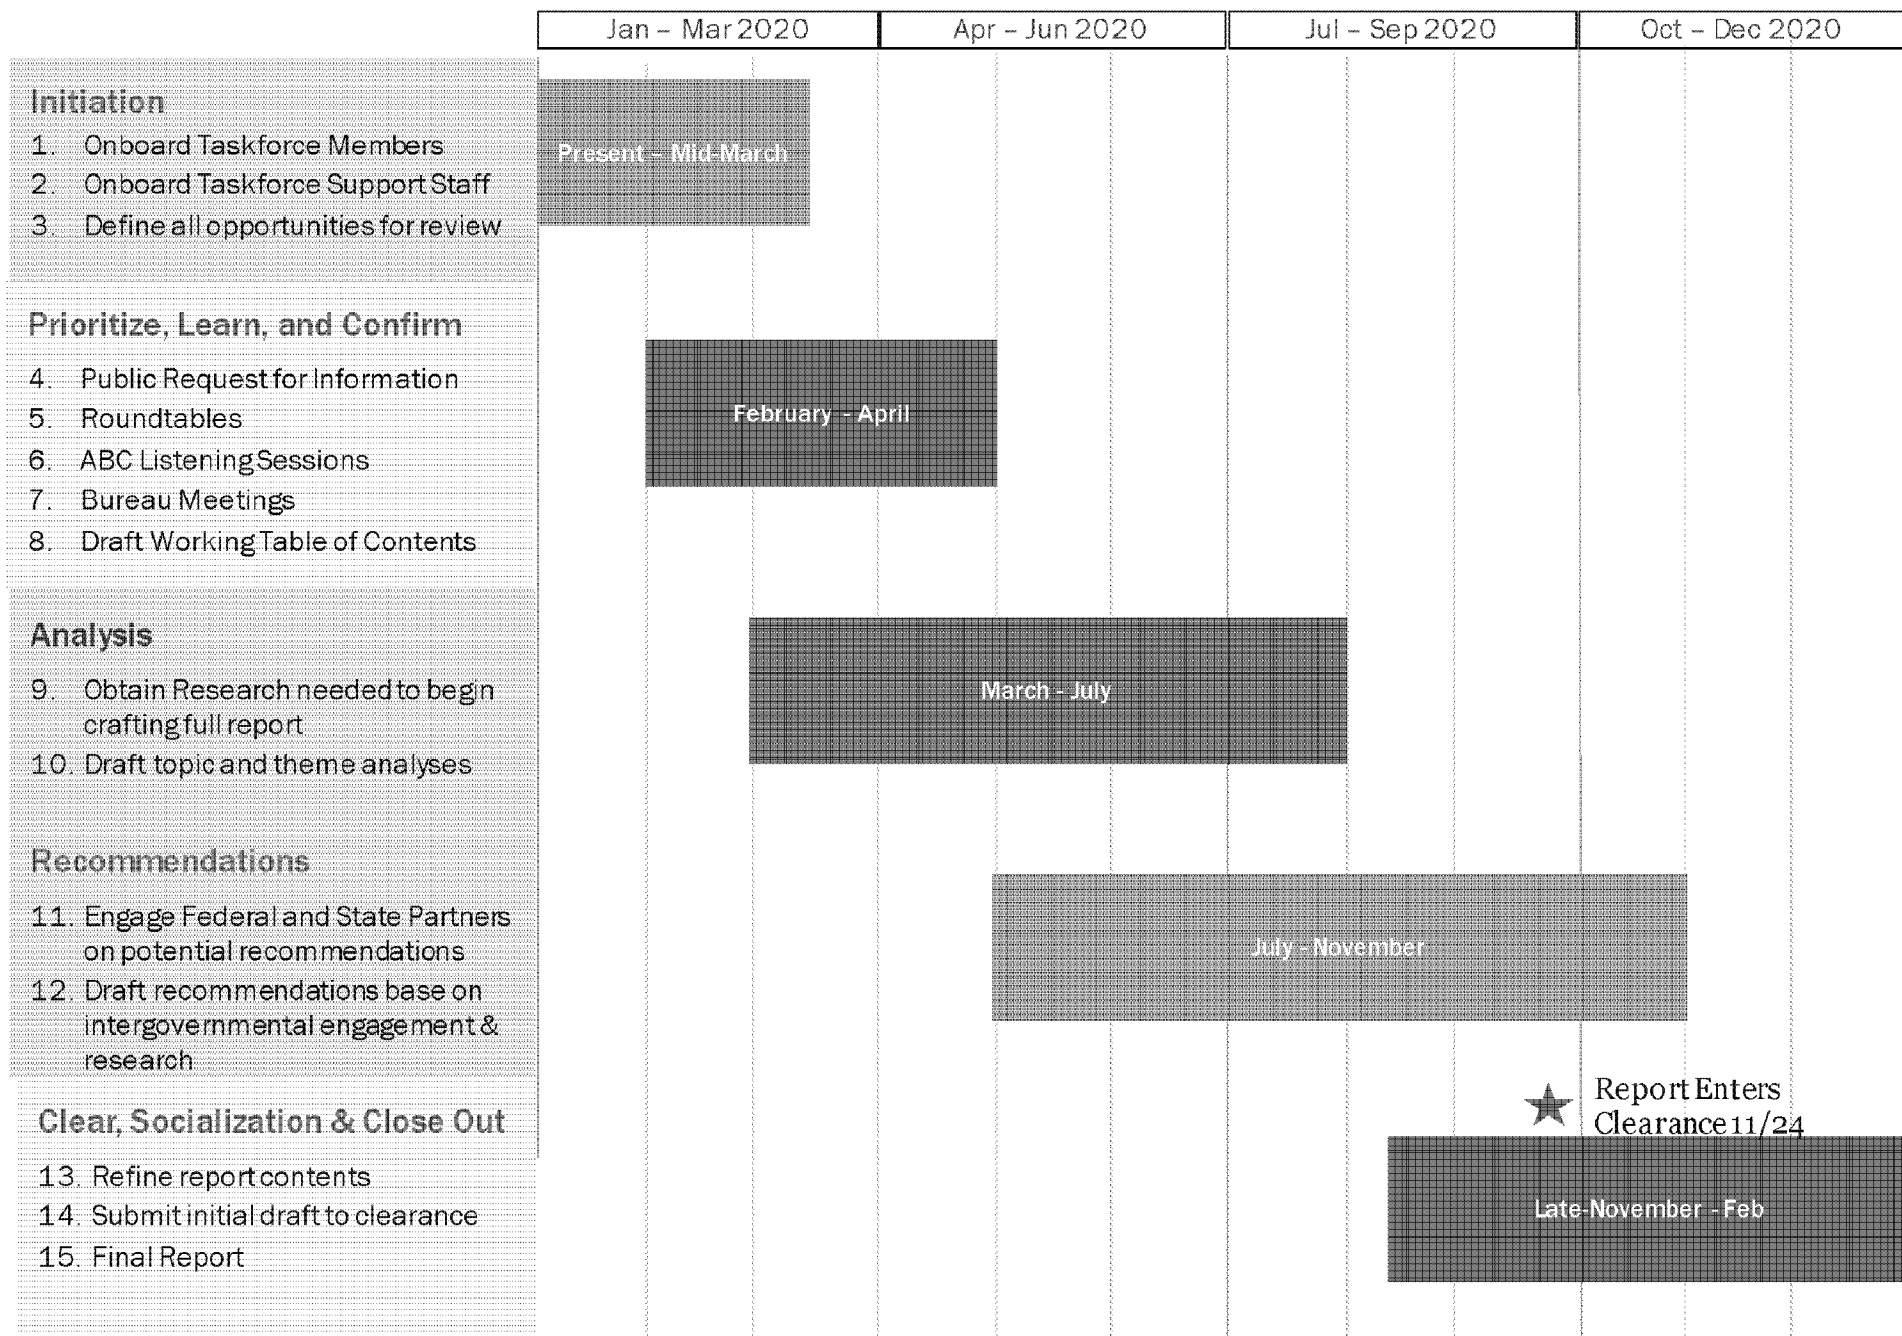 Jan – Mar 2020
Apr – Jun 2020
Jul – Sep 2020
Oct – Dec 2020
Initiation
1. Onboard Taskforce Members
2. Onboard Taskforce Support Staff
3. Define all opportunities for review
Present – Mid-March
Prioritize, Learn, and Confirm
4. Public Request for Information
5. Roundtables
6. ABC Listening Sessions
7. Bureau Meetings
8. Draft Working Table of Contents
February - April
Analysis
9. Obtain Research needed to begin
crafting full report
10. Draft topic and theme analyses
March - July
Recommendations
11. Engage Federal and State Partners
on potential recommendations
12. Draft recommendations base on
intergovernmental engagement &
research
July - November
Report Enters
Clearance 11/24
Clear, Socialization & Close Out
13. Refine report contents
14. Submit initial draft to clearance
15. Final Report
Late-November - Feb